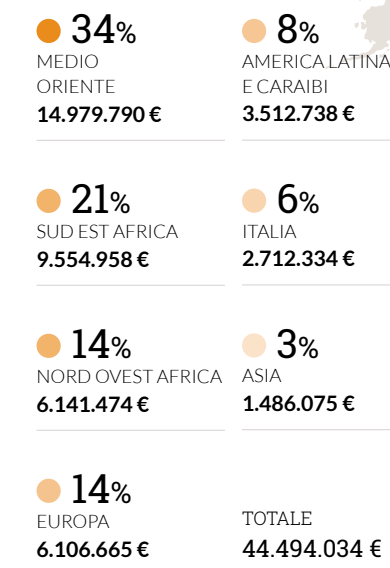 34%
MEDIO
ORIENTE
14.979.790 €
21%
SUD EST AFRICA
9.554.958 €
14%
NORD OVEST AFRICA
6.141.474 €
14%
EUROPA
6.106.665 €
8%
AMERICA LATINA
E CARAIBI
3.512.738 €
6%
ITALIA
2.712.334 €
3%
ASIA
1.486.075 €
TOTALE
44.494.034 €